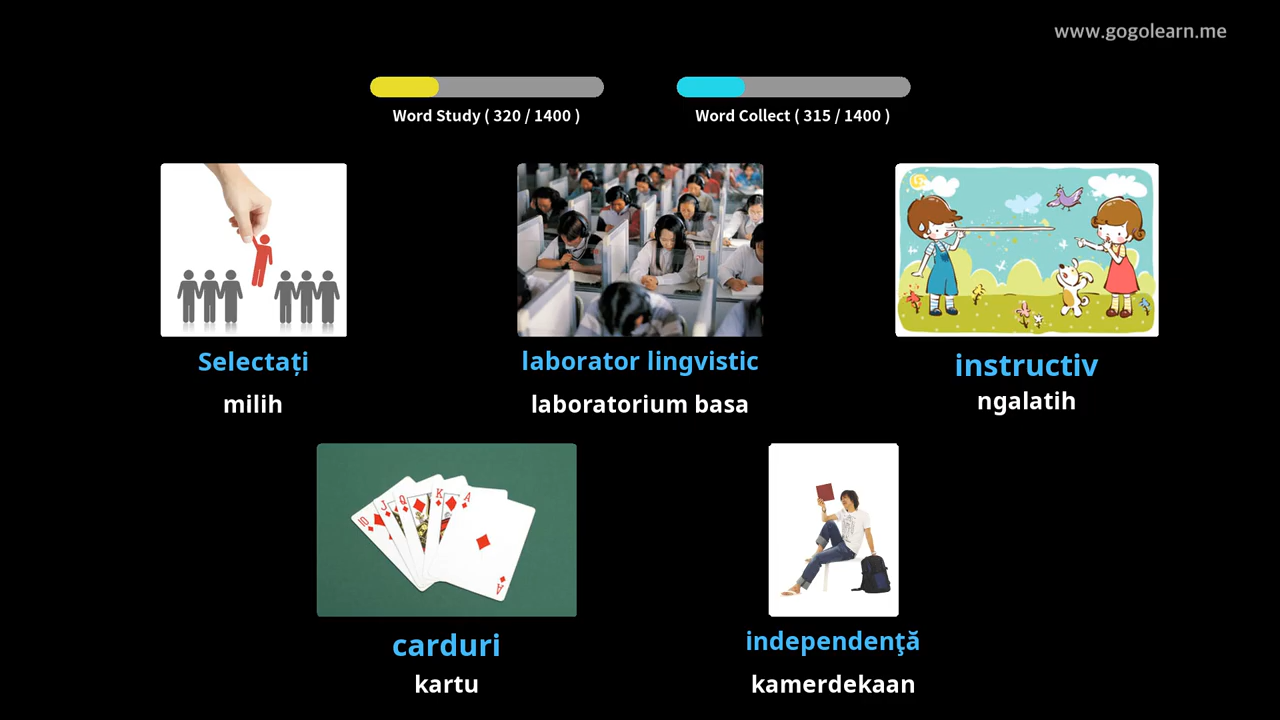 www.gogolearn.me
Word Study ( 320 / 1400 )
Word Collect ( 315 / 1400 )
Selectați
milih
laborator lingvistic
laboratorium basa
instructiv
ngalatih
10 J Q K A
A
carduri
kartu
independenţă
kamerdekaan